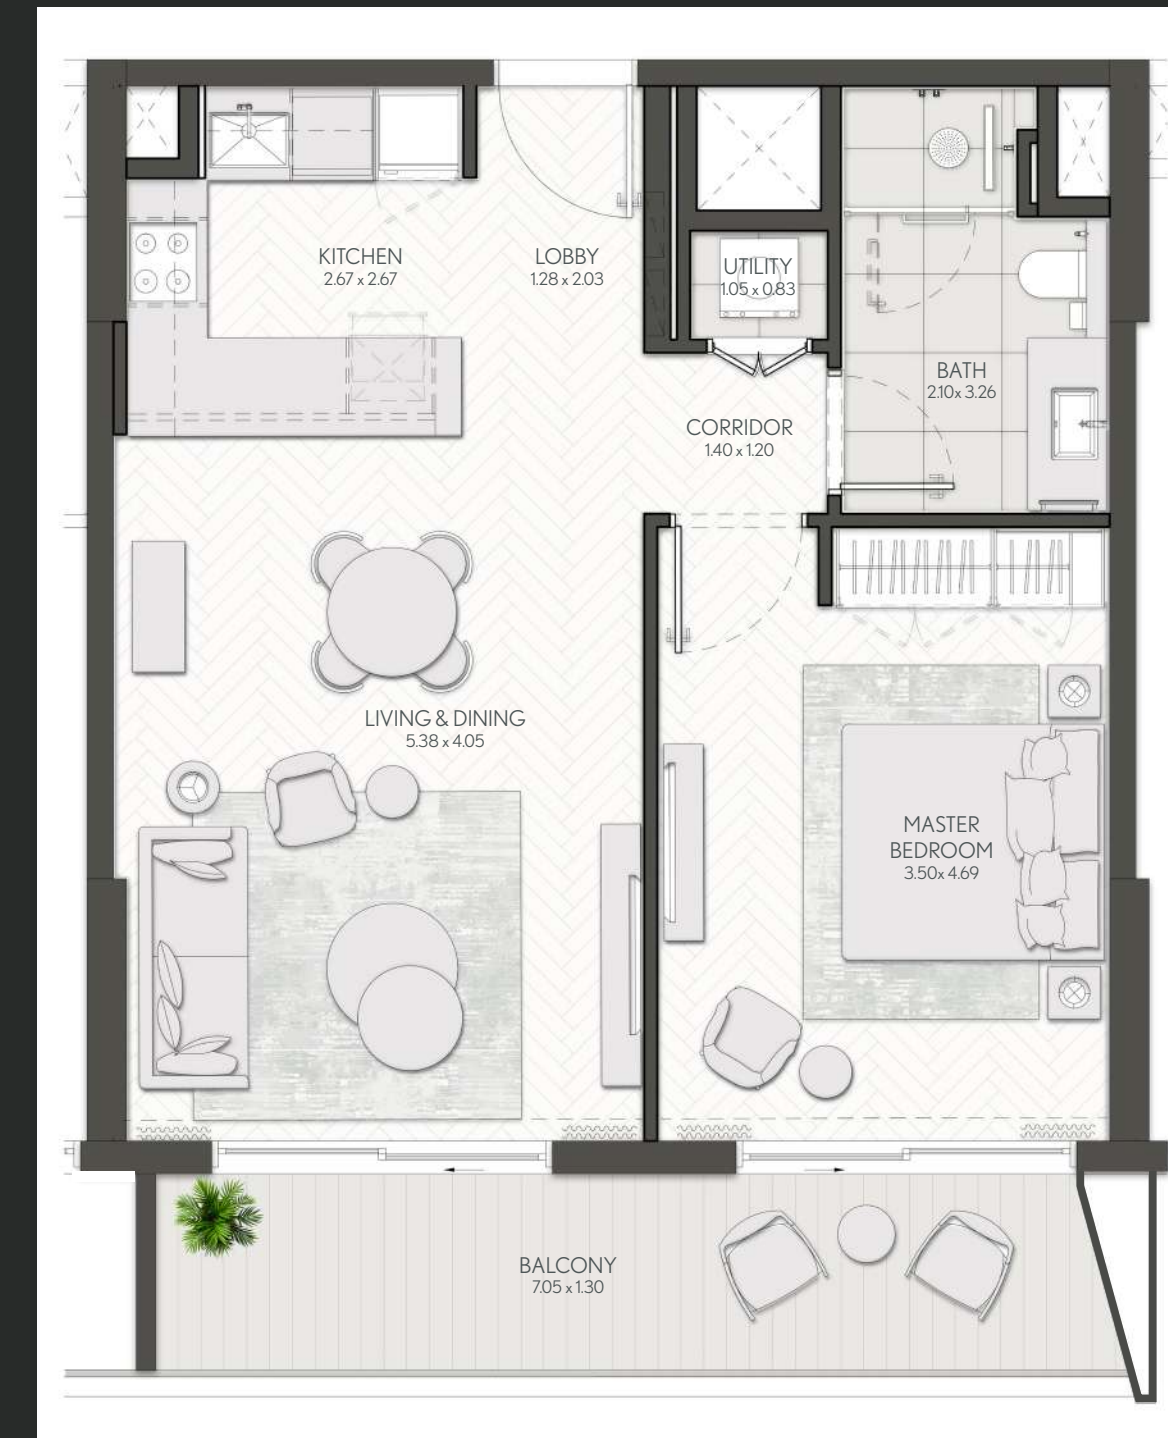 KITCHEN
2.67 x 2.67
LOBBY
1.28 x 2.03
UTILITY
1.05 x 0.83
BATH
2.10x 3.26
CORRIDOR
1.40 x 1.20
LIVING & DINING
5.38 x 4.05
MASTER
BEDROOM
3.50x 4.69
BALCONY
7.05 x 1.30